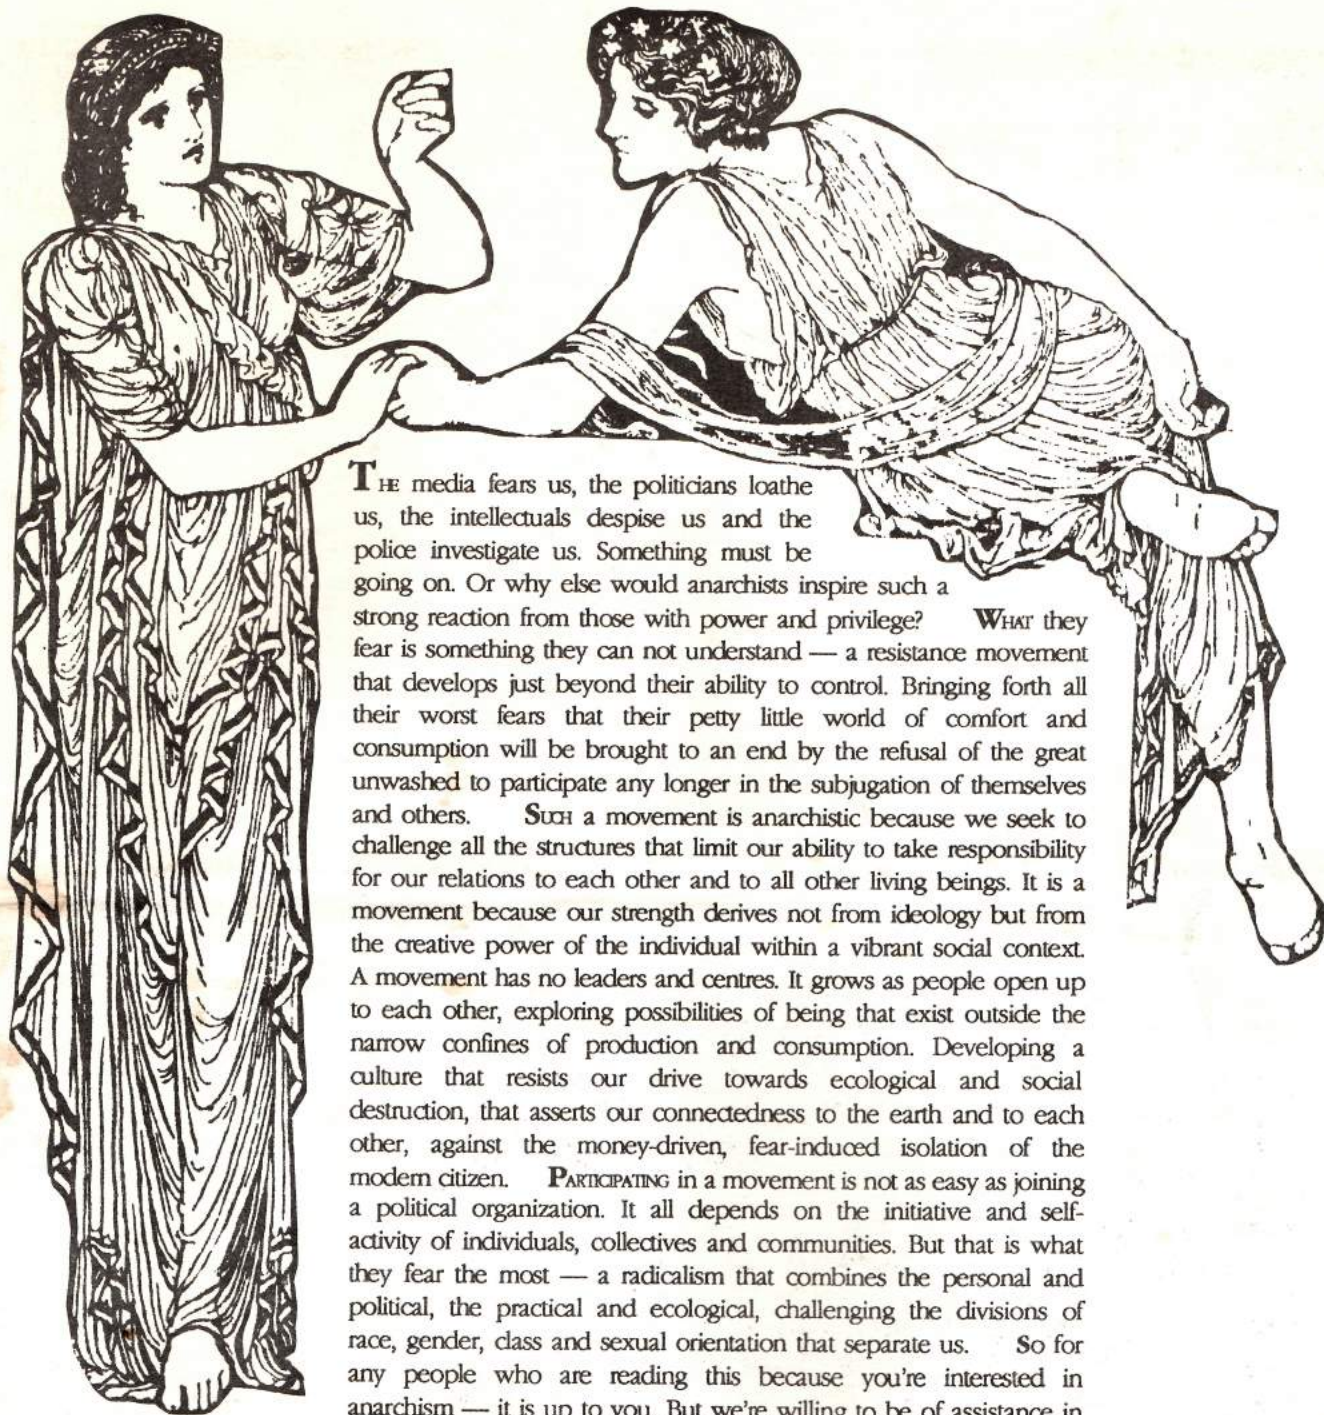 THE media fears us, the politicians loathe
us, the intellectuals despise us and the
police investigate us. Something must be
going on. Or why else would anarchists inspire such a
strong reaction from those with power and privilege? WHAT they
fear is something they can not understand — a resistance movement
that develops just beyond their ability to control. Bringing forth all
their worst fears that their petty little world of comfort and
consumption will be brought to an end by the refusal of the great
unwashed to participate any longer in the subjugation of themselves
and others. SUCH a movement is anarchistic because we seek to
challenge all the structures that limit our ability to take responsibility
for our relations to each other and to all other living beings. It is a
movement because our strength derives not from ideology but from
the creative power of the individual within a vibrant social context.
A movement has no leaders and centres. It grows as people open up
to each other, exploring possibilities of being that exist outside the
narrow confines of production and consumption. Developing a
culture that resists our drive towards ecological and social
destruction, that asserts our connectedness to the earth and to each
other, against the money-driven, fear-induced isolation of the
modern citizen. PARTICIPATING in a movement is not as easy as joining
a political organization. It all depends on the initiative and self-
activity of individuals, collectives and communities. But that is what
they fear the most — a radicalism that combines the personal and
political, the practical and ecological, challenging the divisions of
race, gender, class and sexual orientation that separate us. So for
any people who are reading this because you're interested in
anarchism — it is up to you. But we're willing to be of assistance in